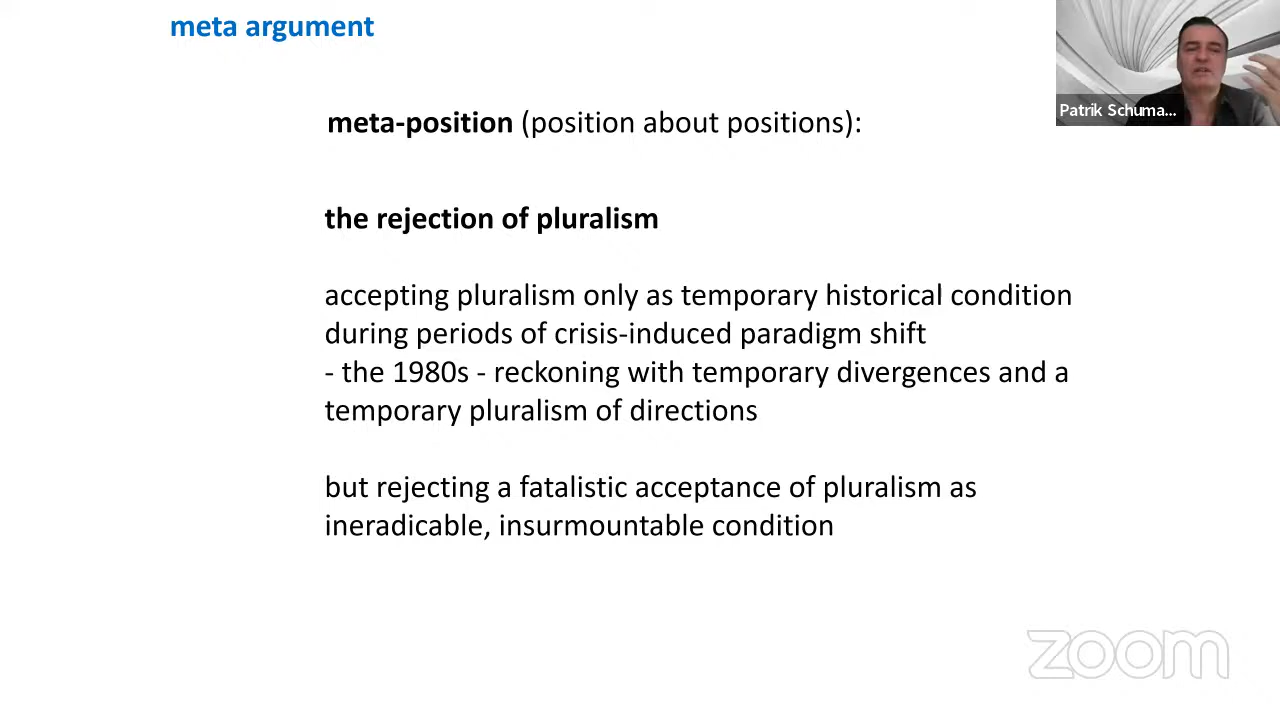 meta argument
Patrik Schuma...
meta-position (position about positions):
the rejection of pluralism
accepting pluralism only as temporary historical condition
during periods of crisis-induced paradigm shift
- the 1980s - reckoning with temporary divergences and a
temporary pluralism of directions
but rejecting a fatalistic acceptance of pluralism as
ineradicable, insurmountable condition
zoom